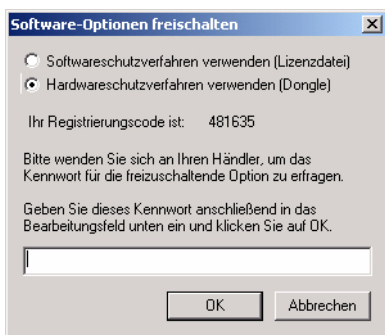 Software-Optionen freischalten
Softwareschutzverfahren verwenden (Lizenzdatei)
Hardwareschutzverfahren verwenden (Dongle)
Ihr Registrierungscode ist: 481635
Bitte wenden Sie sich an Ihren Händler, um das
Kennwort für die freizuschaltende Option zu erfragen.
Geben Sie dieses Kennwort anschließend in das
Bearbeitungsfeld unten ein und klicken Sie auf OK.
OK Abbrechen